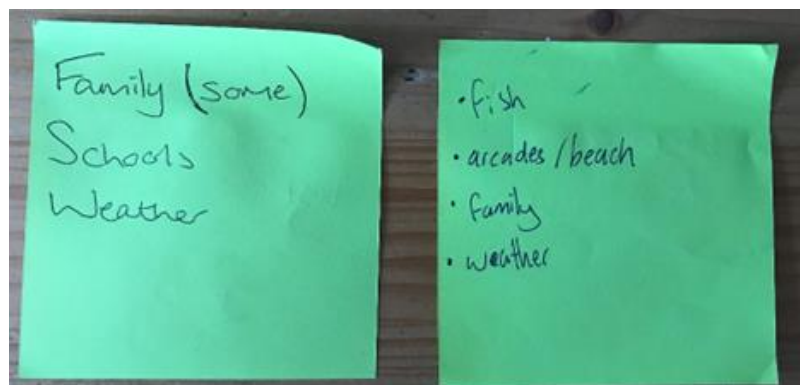 Family (some)
Schools
Weather
• fish
• arcades / beach
• family
• weather